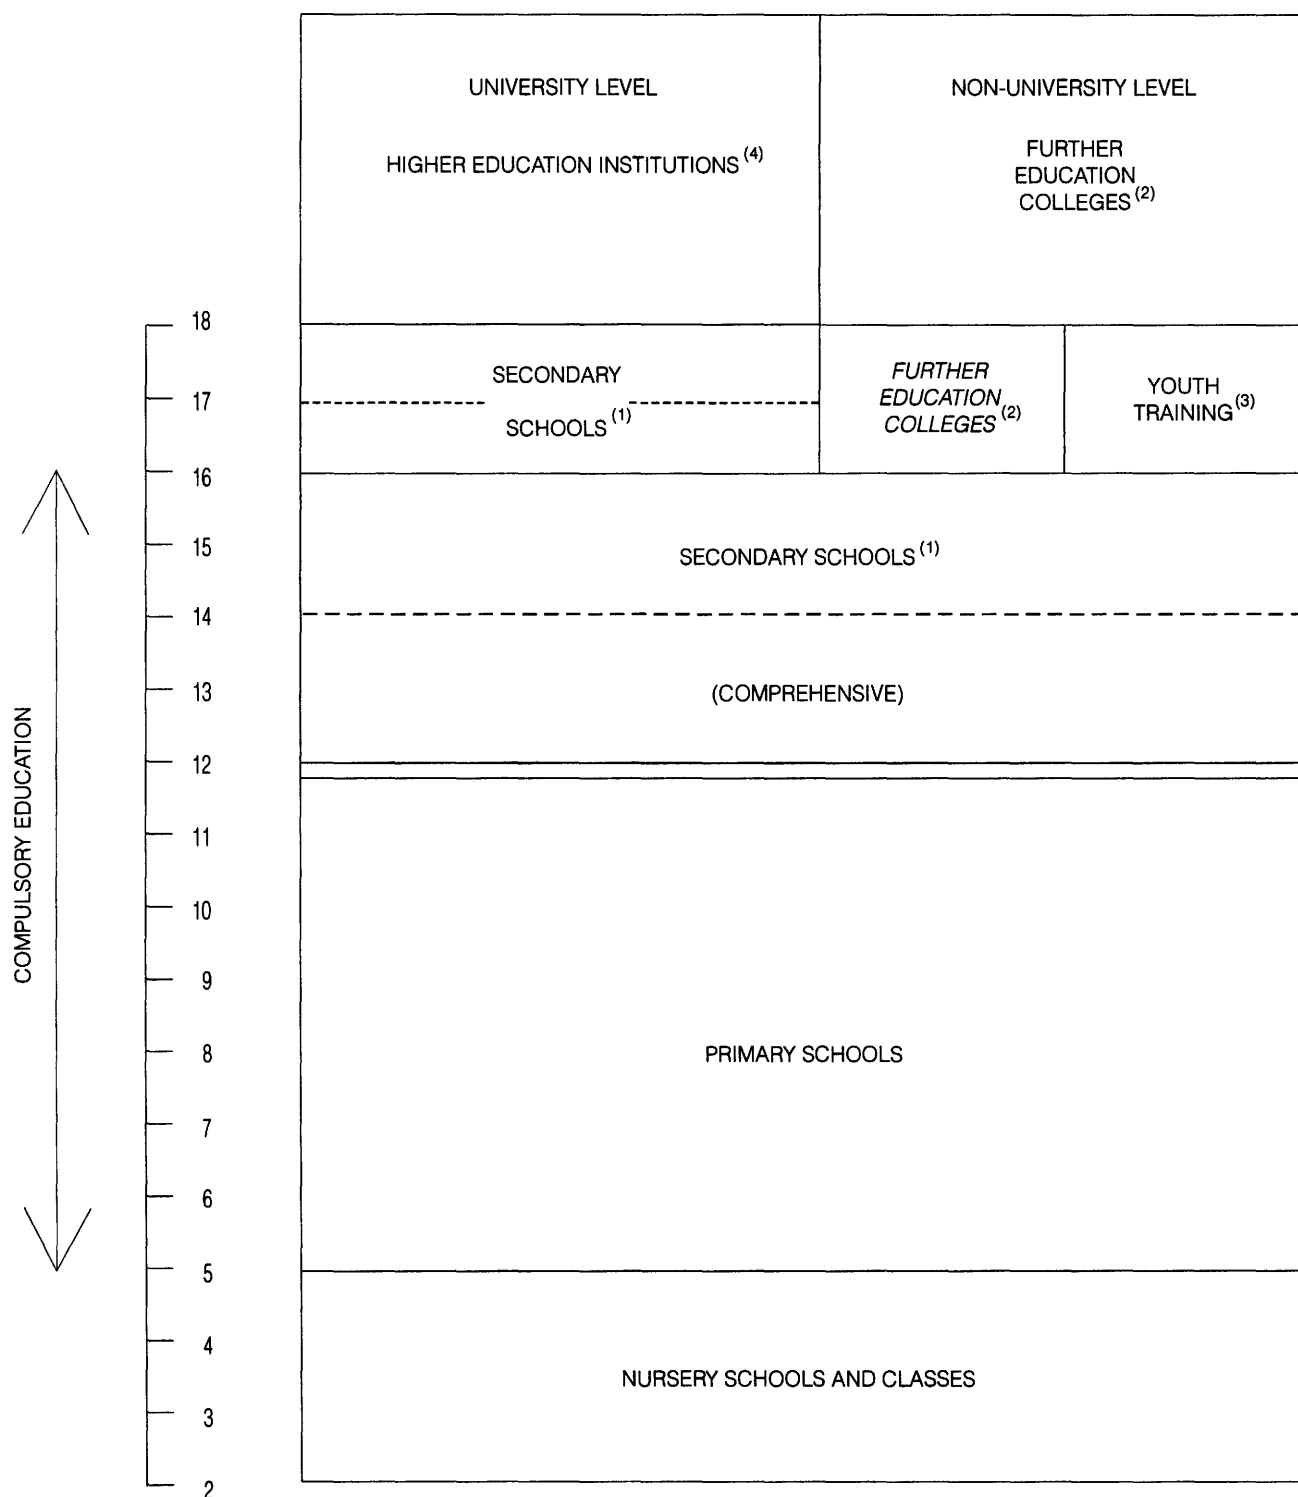 UNIVERSITY LEVEL
HIGHER EDUCATION INSTITUTIONS (4)
NON-UNIVERSITY LEVEL
FURTHER
EDUCATION
COLLEGES (2)
18
SECONDARY
17
SCHOOLS (1)
FURTHER
EDUCATION
COLLEGES (2)
YOUTH
TRAINING (3)
16
15
SECONDARY SCHOOLS (1)
14
13
(COMPREHENSIVE)
12
COMPULSORY EDUCATION
11
10
9
8
PRIMARY SCHOOLS
7
6
5
4
NURSERY SCHOOLS AND CLASSES
3
2